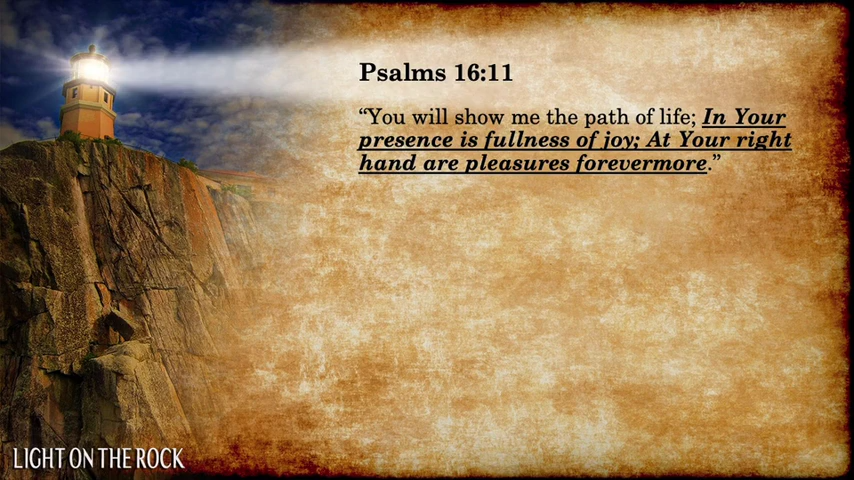 Psalms 16:11
“You will show me the path of life; In Your
presence is fullness of joy; At Your right
hand are pleasures forevermore.”
LIGHT ON THE ROCK